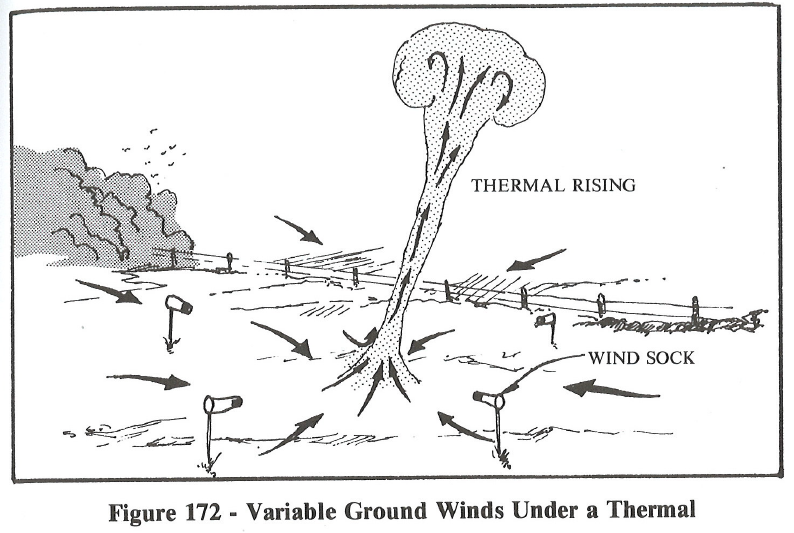 THERMAL RISING
WIND SOCK
Figure 172 - Variable Ground Winds Under a Thermal